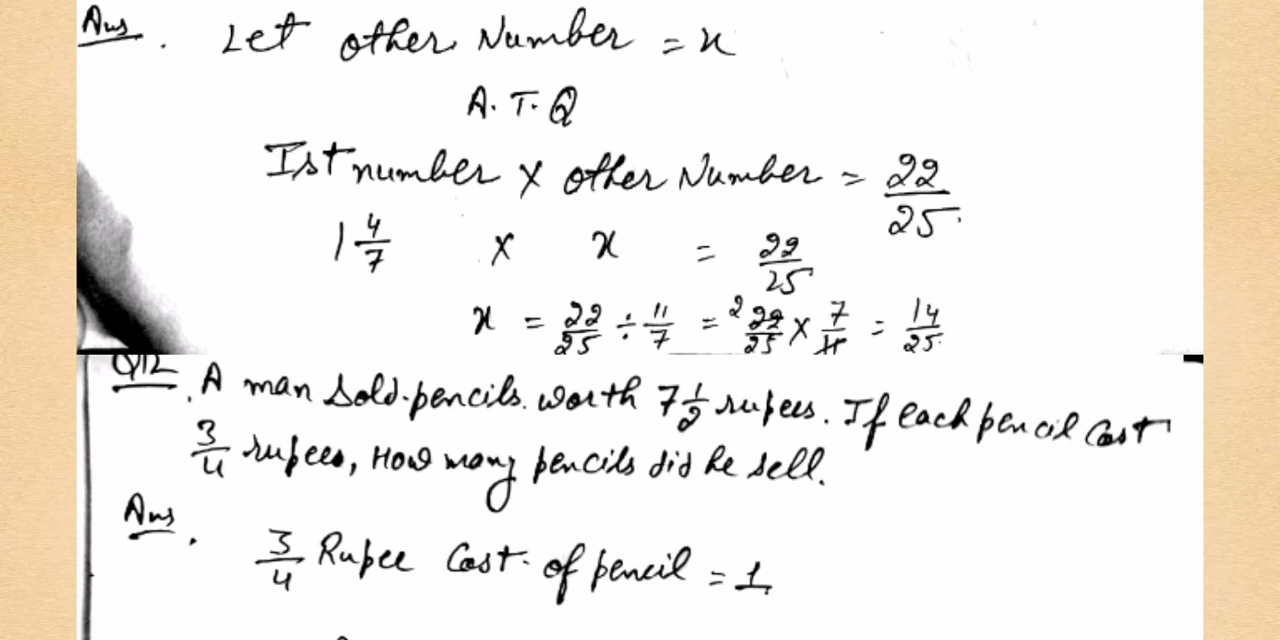 Ans. Let other Number = x
A.T.Q
Ist number × other Number = 22/25.
1 4/7 × x = 22/25
x = 22/25 ÷ 11/7 = 2 22/25 × 7/11 = 14/25.
Q12. A man sold pencils worth 7 1/2 rupees. If each pencil cost
3/4 rupees, How many pencils did he sell.
Ans.
3/4 Rupee Cost of pencil = 1.